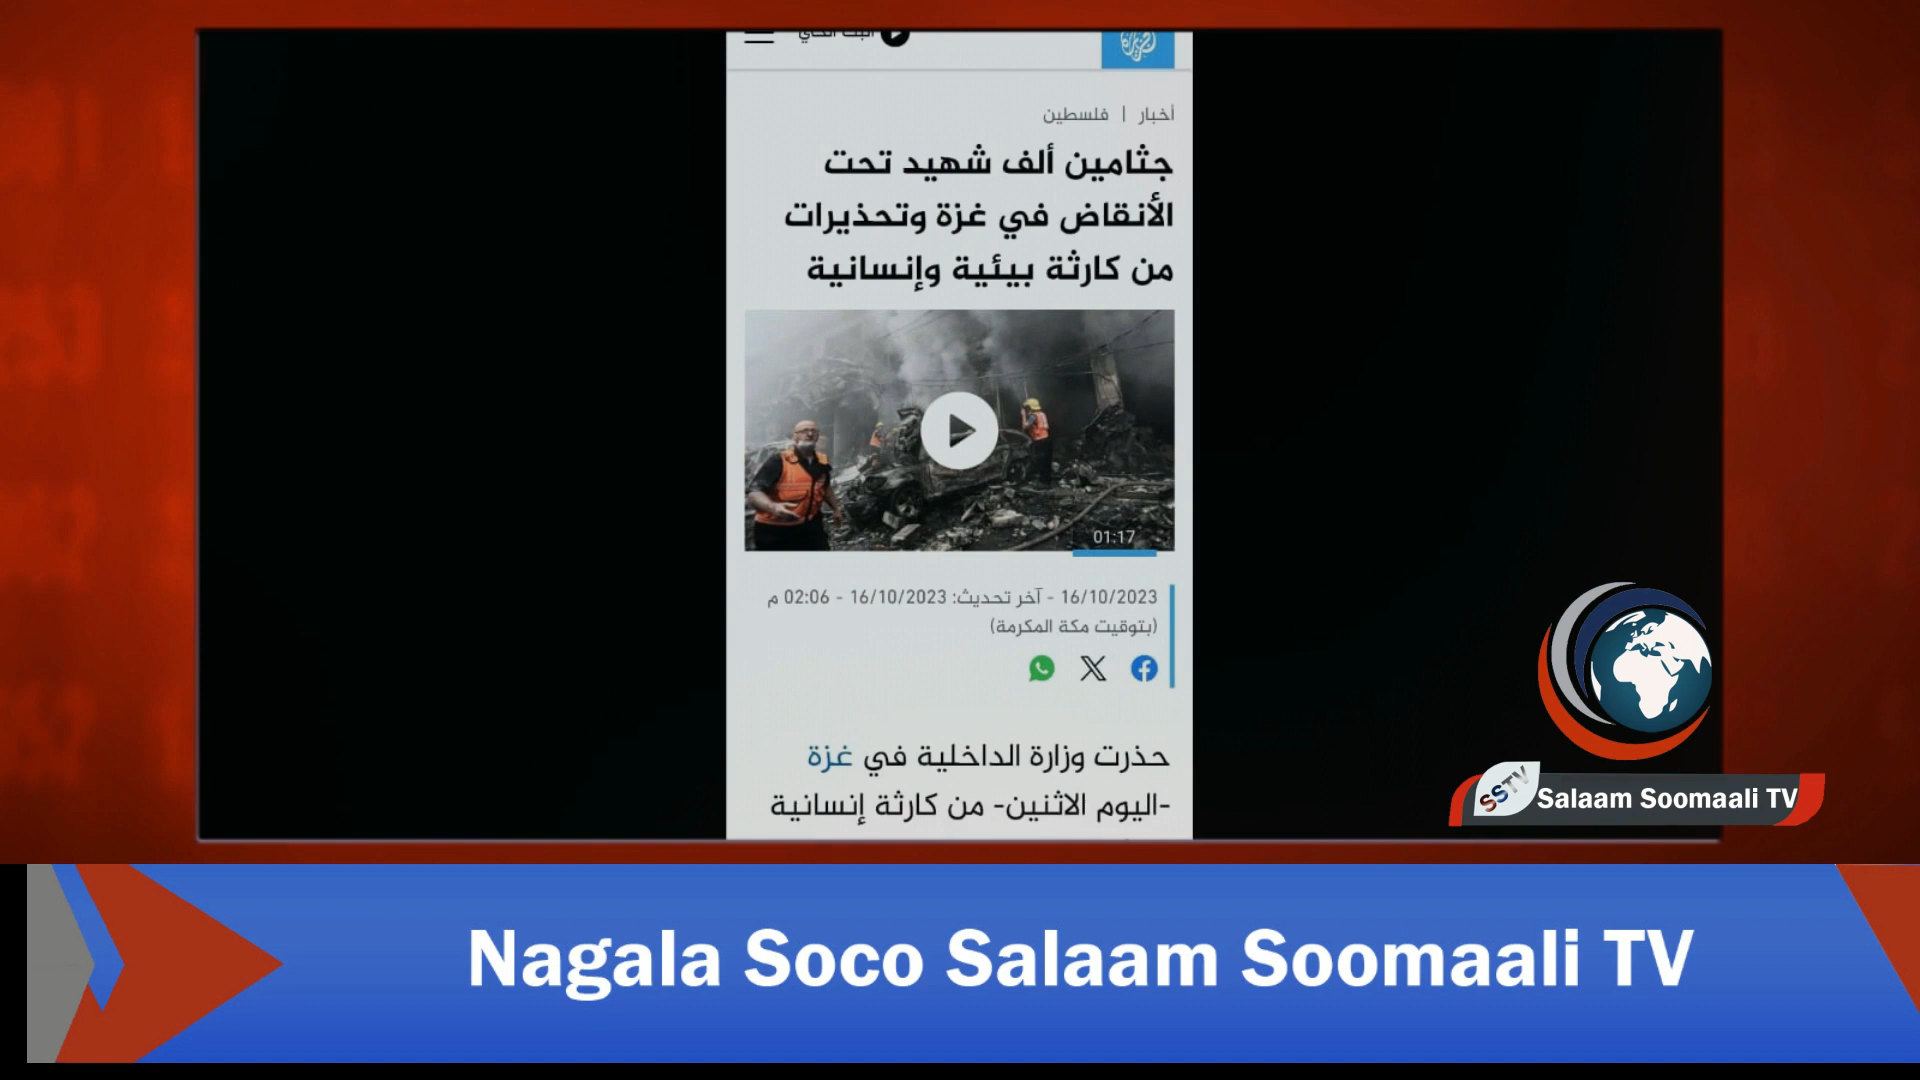 البث الحي
أخبار | فلسطين
جثامين ألف شهيد تحت
الأنقاض في غزة وتحذيرات
من كارثة بيئية وإنسانية
01:17
16/10/2023 - آخر تحديث: 16/10/2023 - 02:06 م
(بتوقيت مكة المكرمة)
حذرت وزارة الداخلية في غزة
-اليوم الاثنين- من كارثة إنسانية
SSTV Salaam Soomaali TV
Nagala Soco Salaam Soomaali TV